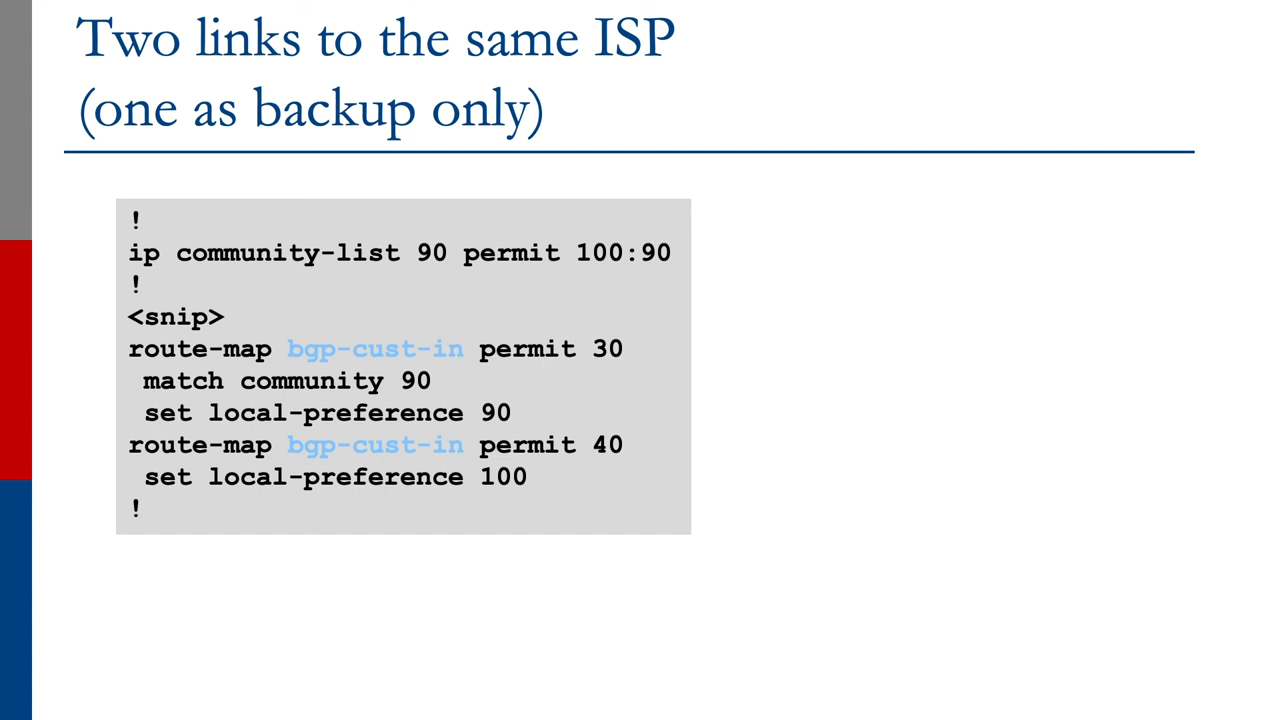 Two links to the same ISP
(one as backup only)
!
ip community-list 90 permit 100:90
!
<snip>
route-map bgp-cust-in permit 30
 match community 90
 set local-preference 90
route-map bgp-cust-in permit 40
 set local-preference 100
!